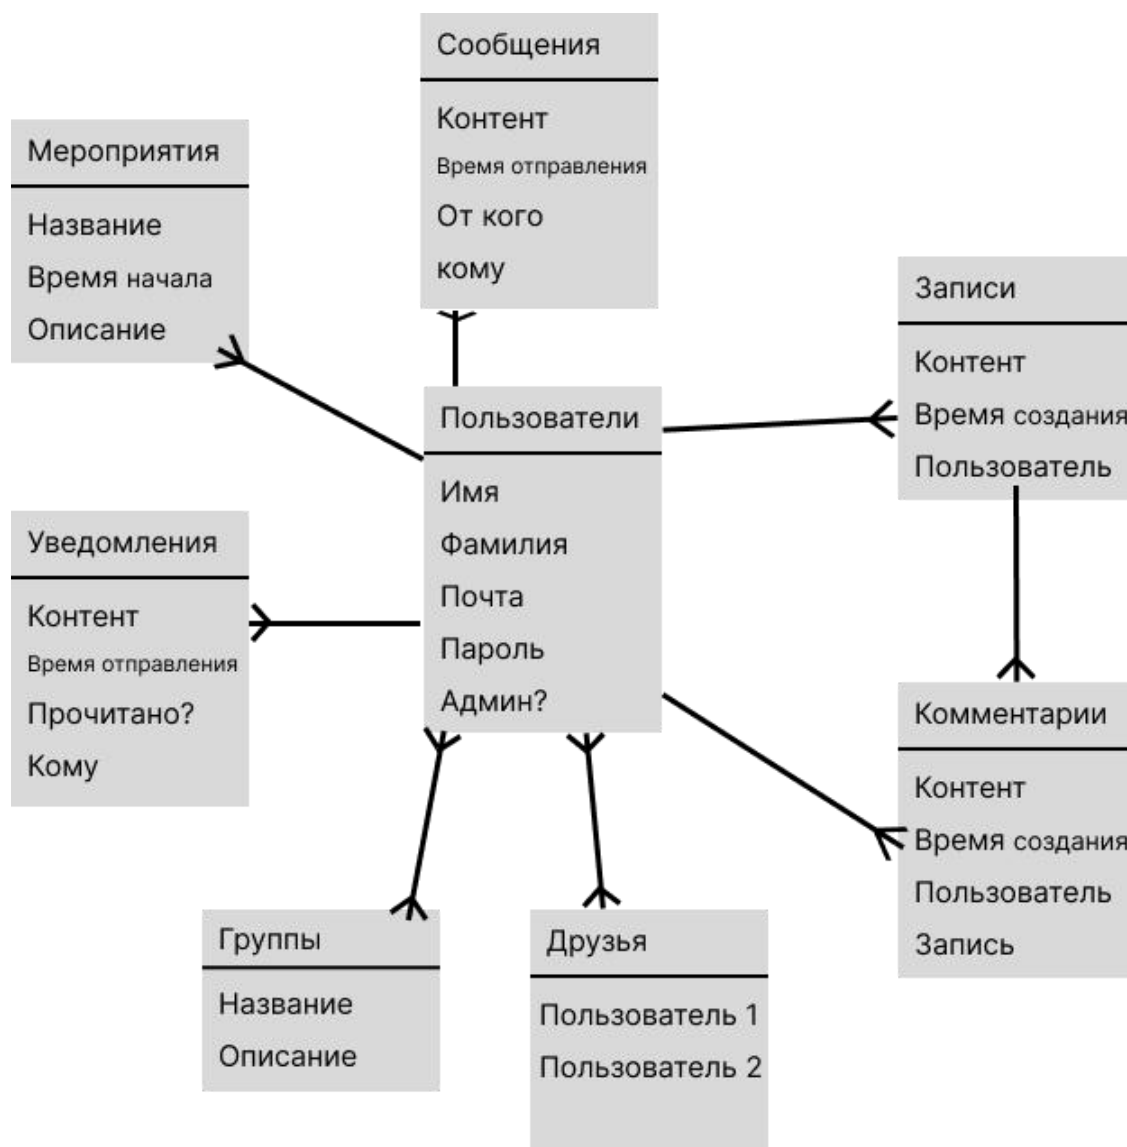 Сообщения
Контент
Время отправления
От кого
кому
Мероприятия
Название
Время начала
Описание
Записи
Контент
Время создания
Пользователь
Пользователи
Имя
Фамилия
Почта
Пароль
Админ?
Уведомления
Контент
Время отправления
Прочитано?
Кому
Комментарии
Контент
Время создания
Пользователь
Запись
Группы
Название
Описание
Друзья
Пользователь 1
Пользователь 2